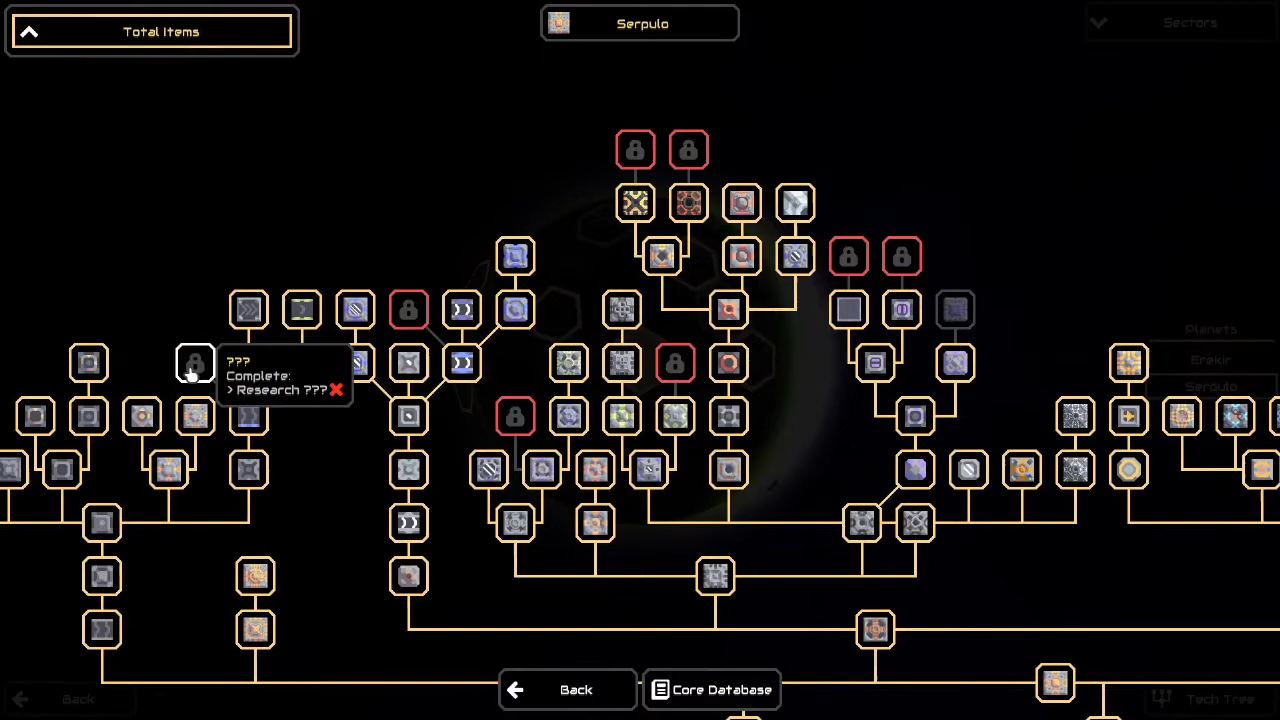 Total Items
Serpulo
Sectors
???
Complete:
> Research ???
Planets
Erekir
Serpulo
Back
Back
Core Database
Tech Tree